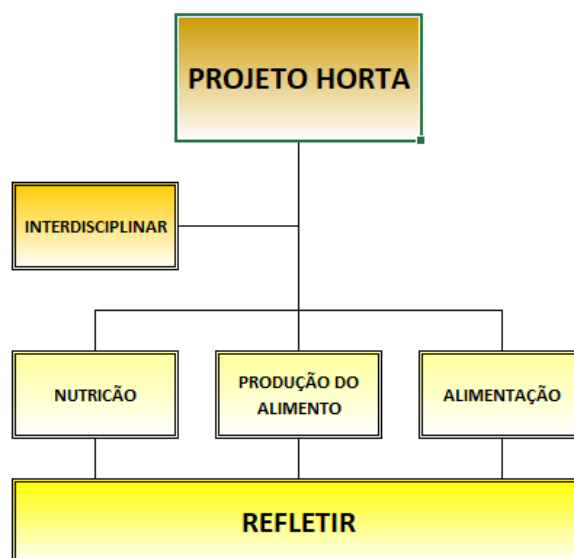 PROJETO HORTA
INTERDISCIPLINAR
NUTRICÃO
PRODUÇÃO DO
ALIMENTO
ALIMENTAÇÃO
REFLETIR